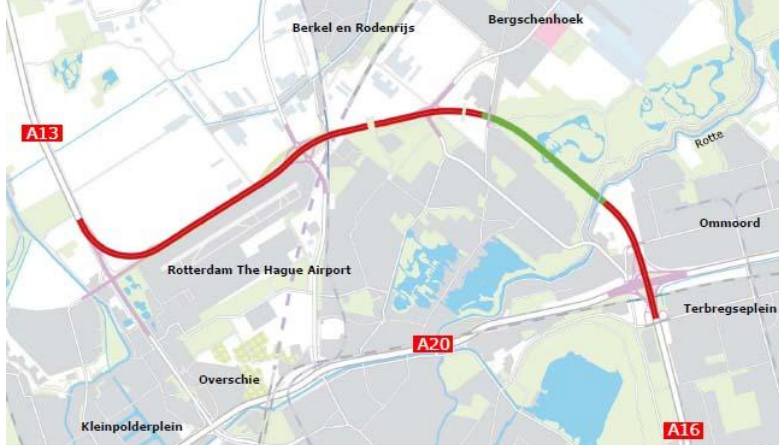 Bergschenhoek
Berkel en Rodenrijs
A13
Rotte
Ommoord
Rotterdam The Hague Airport
Terbregseplein
A20
Overschie
Kleinpolderplein
A16